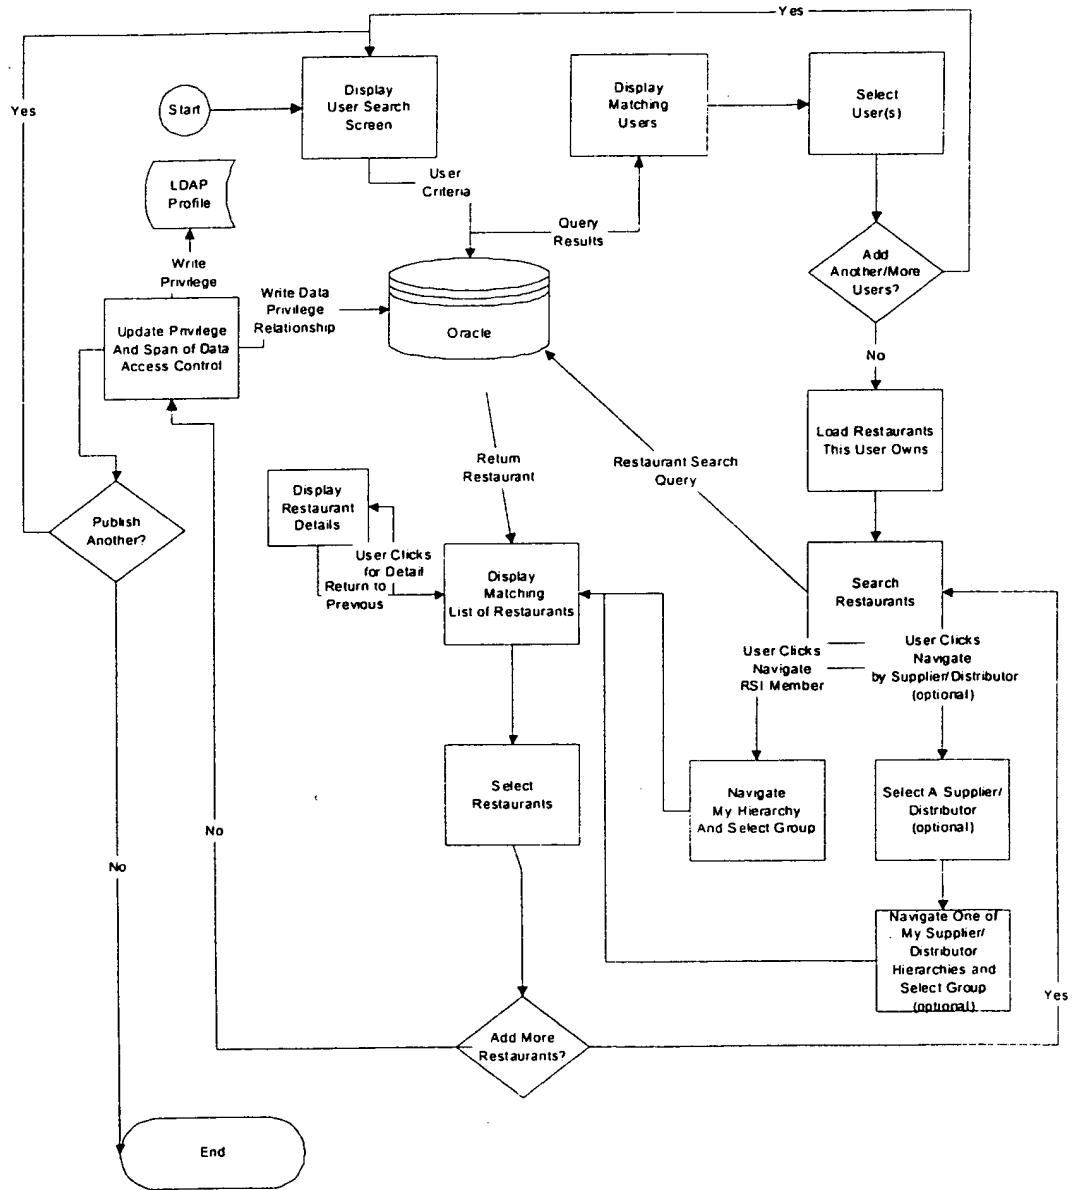 Yes
Yes
Start
Display
User Search
Screen
Display
Matching
Users
Select
User(s)
LDAP
Profile
User
Criteria
Query
Results
Write
Privilege
Write Data
Privilege
Relationship
Oracle
Add
Another/More
Users?
Update Privilege
And Span of Data
Access Control
No
Load Restaurants
This User Owns
Return
Restaurant
Restaurant Search
Query
Display
Restaurant
Details
Publish
Another?
User Clicks
for Detail
Return to
Previous
Display
Matching
List of Restaurants
Search
Restaurants
User Clicks
Navigate
RSI Member
User Clicks
Navigate
by Supplier/Distributor
(optional)
Select
Restaurants
Navigate
My Hierarchy
And Select Group
Select A Supplier/
Distributor
(optional)
No
No
Navigate One of
My Supplier/
Distributor
Hierarchies and
Select Group
(optional)
Yes
Add More
Restaurants?
End